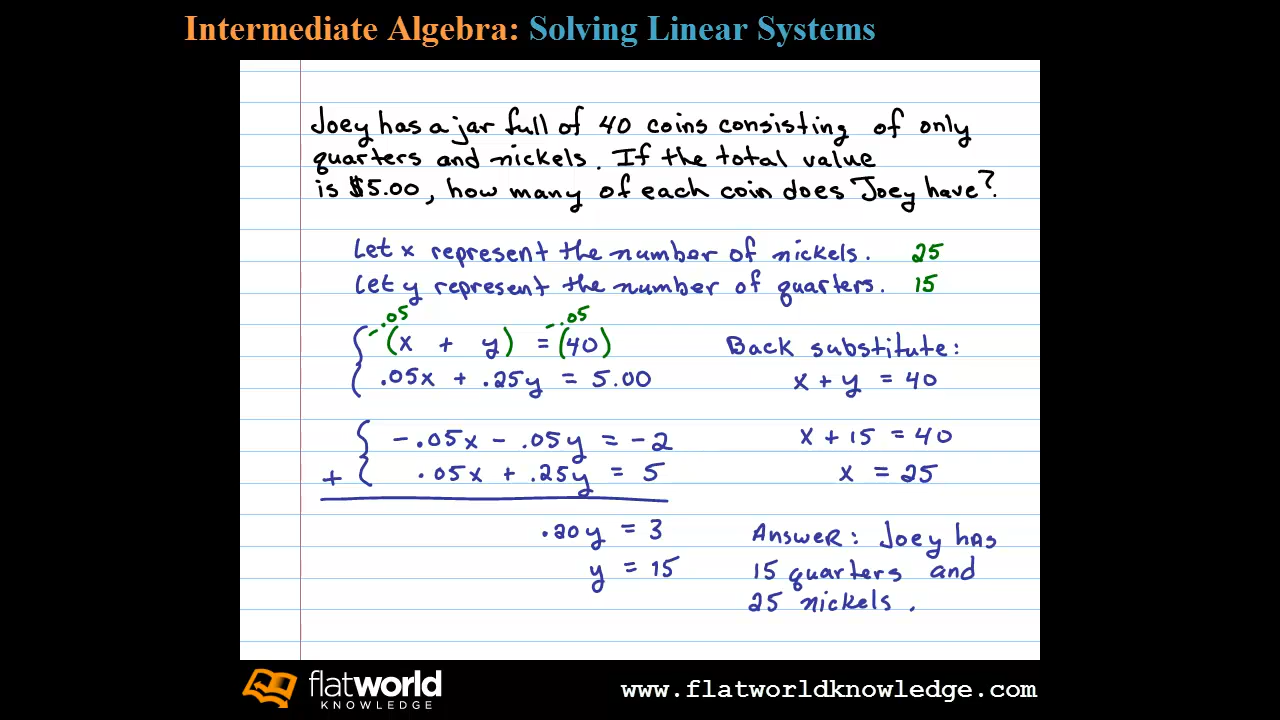 Intermediate Algebra: Solving Linear Systems
Joey has a jar full of 40 coins consisting of only
quarters and nickels. If the total value
is $5.00, how many of each coin does Joey have?
Let x represent the number of nickels. 25
Let y represent the number of quarters. 15
-.05 -.05
(x + y) = (40)
.05x + .25y = 5.00
-.05x - .05y = -2
+ .05x + .25y = 5
.20y = 3
y = 15
Back substitute:
x + y = 40
x + 15 = 40
x = 25
Answer: Joey has
15 quarters and
25 nickels.
flatworld
KNOWLEDGE
www.flatworldknowledge.com